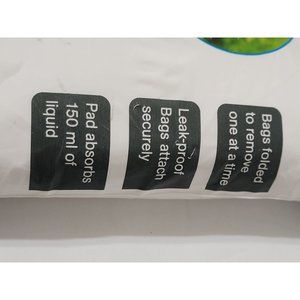 Bags folded
to remove
one at a time
Leak-proof
Bags attach
securely
Pad absorbs
150 ml of
liquid